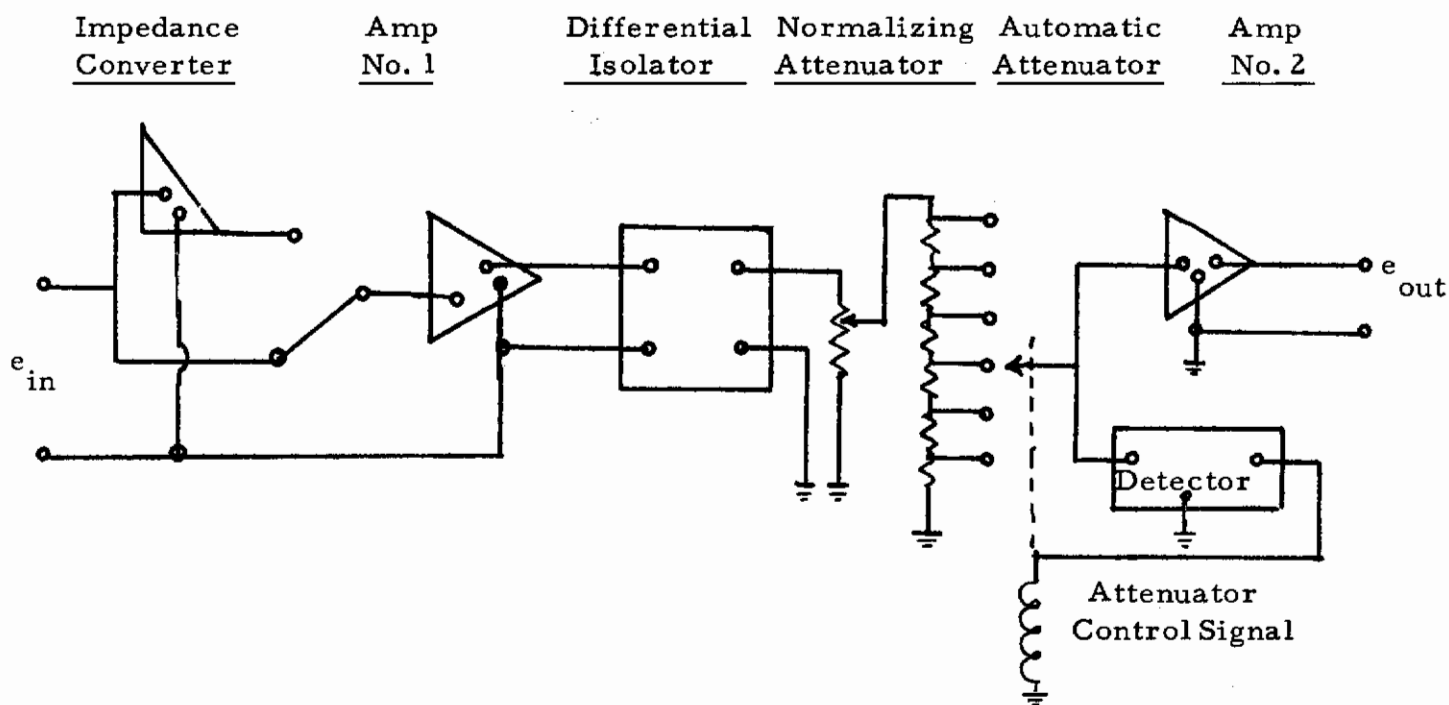 Impedance Converter
Amp No. 1
Differential Isolator
Normalizing Attenuator
Automatic Attenuator
Amp No. 2
e in
e out
Detector
Attenuator
Control Signal